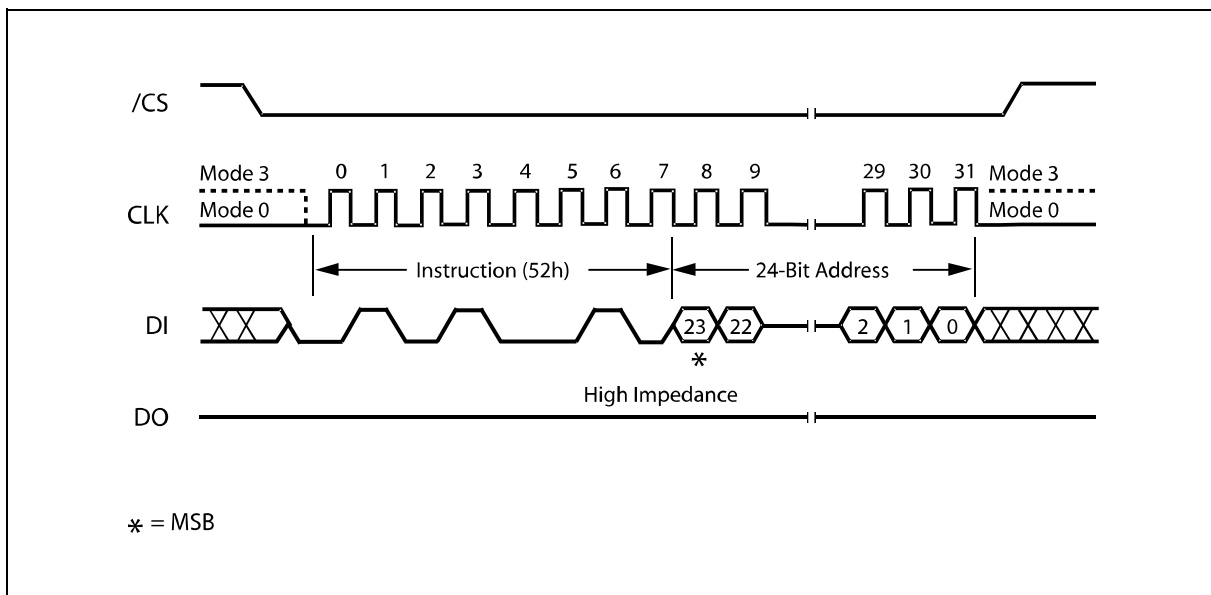 /CS
Mode 3 0 1 2 3 4 5 6 7 8 9 29 30 31 Mode 3
CLK Mode 0 Mode 0
Instruction (52h) 24-Bit Address
DI 23 22 2 1 0
*
High Impedance
DO
* = MSB